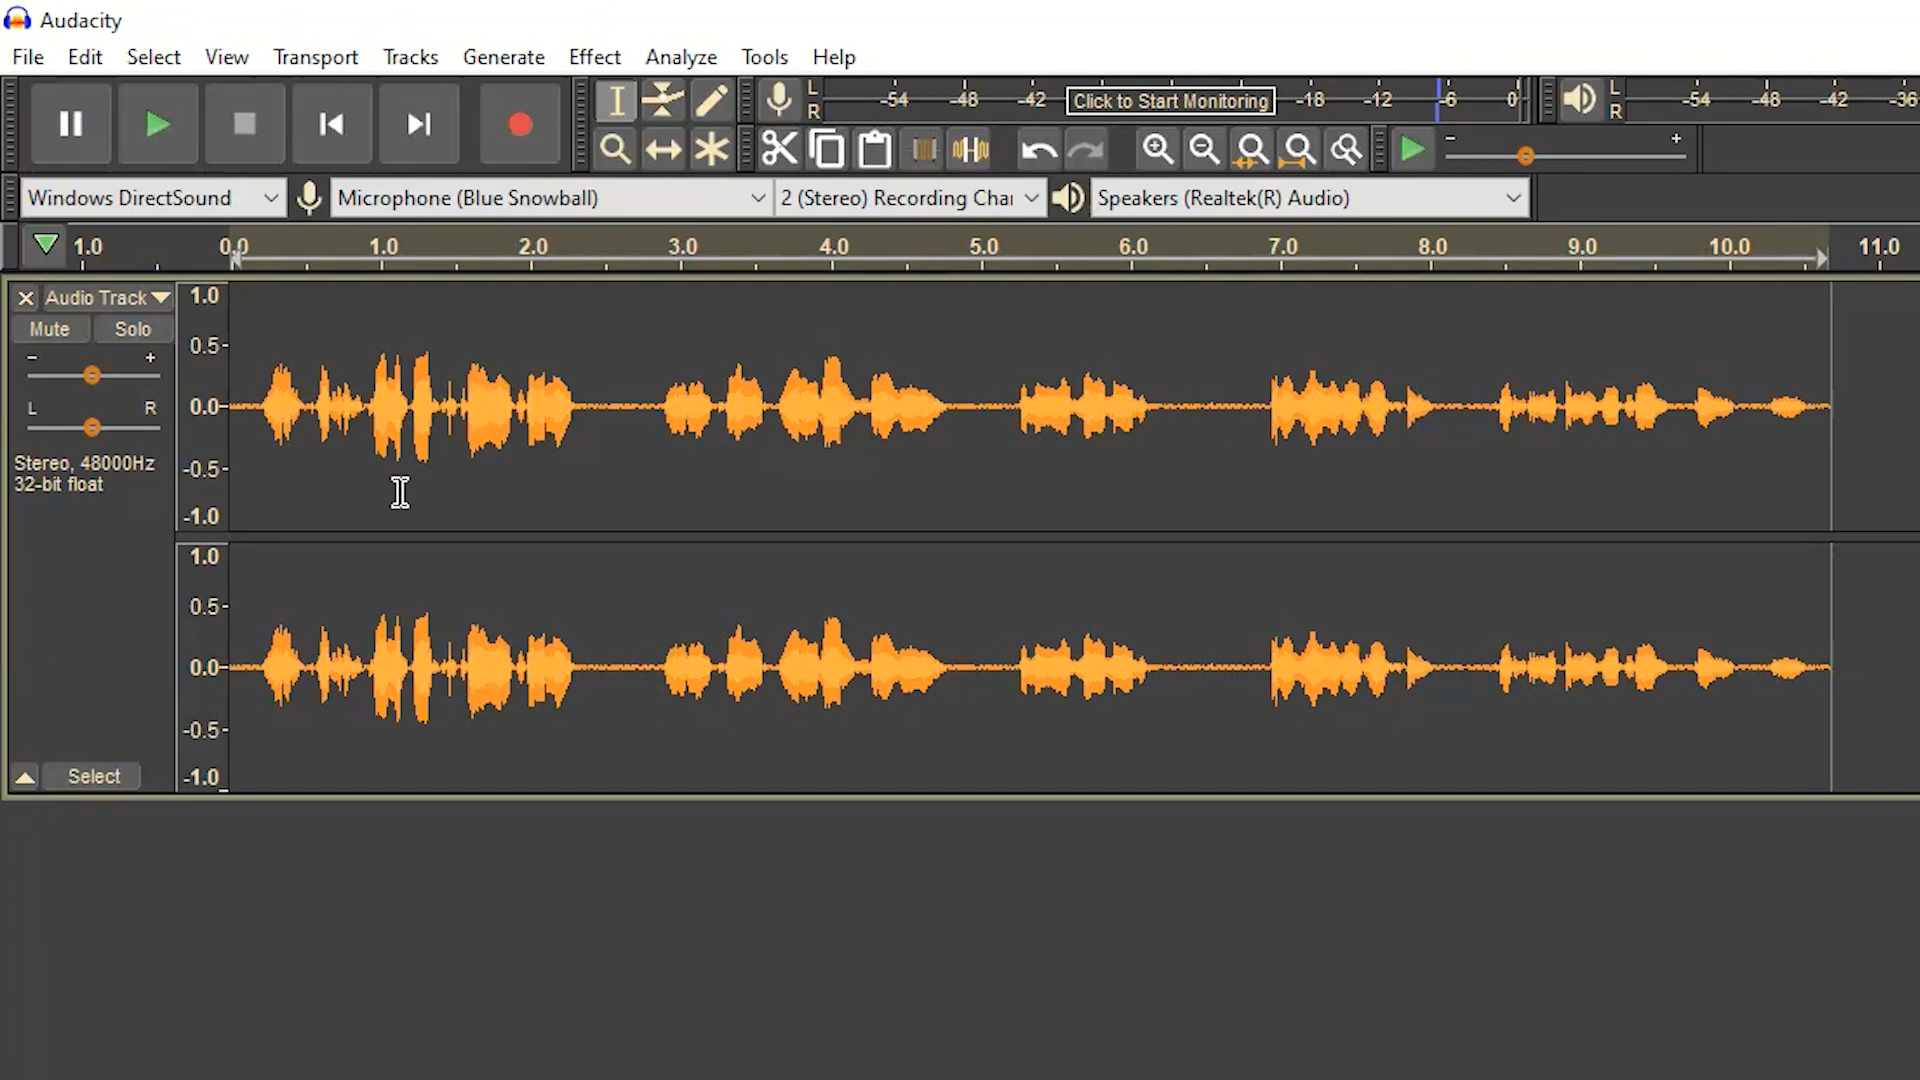 Audacity
File Edit Select View Transport Tracks Generate Effect Analyze Tools Help
L R -54 -48 -42 Click to Start Monitoring -18 -12 -6 0 L R -54 -48 -42 -36
- +
Windows DirectSound Microphone (Blue Snowball) 2 (Stereo) Recording Char Speakers (Realtek(R) Audio)
1.0 0.0 1.0 2.0 3.0 4.0 5.0 6.0 7.0 8.0 9.0 10.0 11.0
Audio Track 1.0
Mute Solo
0.5-
- +
L R 0.0-
Stereo, 48000Hz -0.5-
32-bit float
-1.0
1.0
0.5-
0.0-
-0.5-
Select -1.0